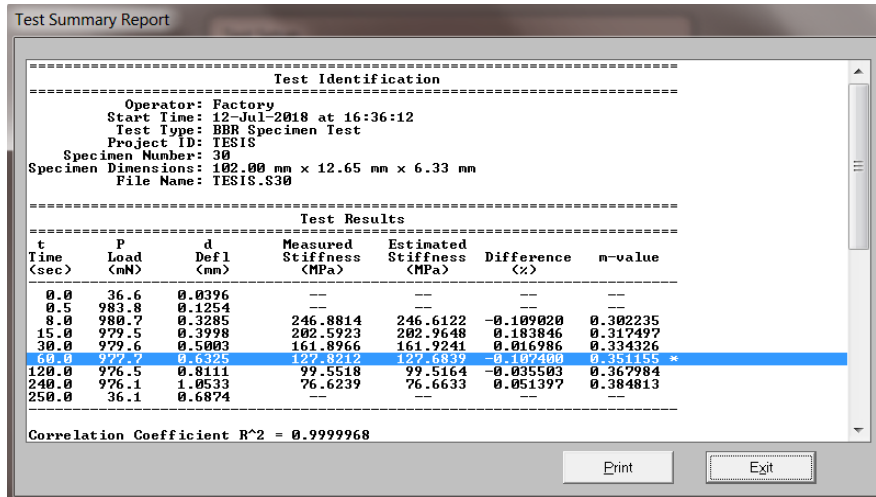 Test Summary Report
==========================================================================
Test Identification
==========================================================================
Operator: Factory
Start Time: 12-Jul-2018 at 16:36:12
Test Type: BBR Specimen Test
Project ID: TESIS
Specimen Number: 30
Specimen Dimensions: 102.00 mm x 12.65 mm x 6.33 mm
File Name: TESIS.S30
==========================================================================
Test Results
==========================================================================
t P d Measured Estimated
Time Load Defl Stiffness Stiffness Difference m-value
(sec) (mN) (mm) (MPa) (MPa) (%)
--------------------------------------------------------------------------
0.0 36.6 0.0396 -- -- -- --
0.5 983.8 0.1254 -- -- -- --
8.0 980.7 0.3285 246.8814 246.6122 -0.109020 0.302235
15.0 979.5 0.3998 202.5923 202.9648 0.183846 0.317497
30.0 979.6 0.5003 161.8966 161.9241 0.016986 0.334326
60.0 977.7 0.6325 127.8212 127.6839 -0.107400 0.351155 *
120.0 976.5 0.8111 99.5518 99.5164 -0.035503 0.367984
240.0 976.1 1.0533 76.6239 76.6633 0.051397 0.384813
250.0 36.1 0.6874 -- -- -- --
--------------------------------------------------------------------------
Correlation Coefficient R^2 = 0.9999968
Print Exit